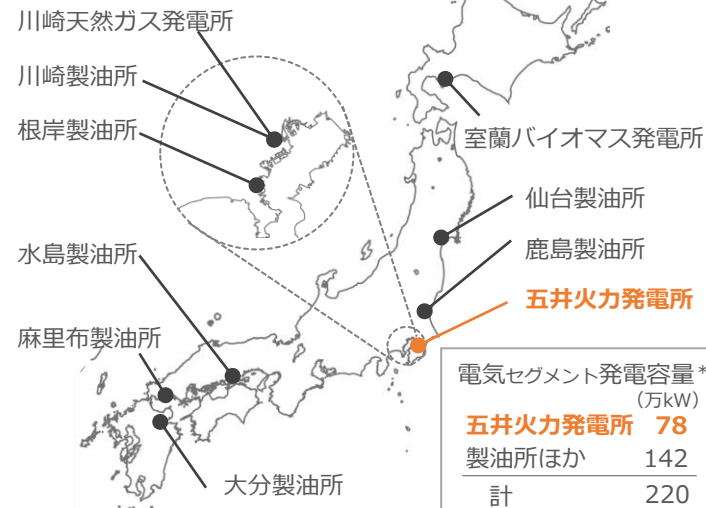 川崎天然ガス発電所
川崎製油所
根岸製油所
室蘭バイオマス発電所
仙台製油所
鹿島製油所
五井火力発電所
水島製油所
麻里布製油所
大分製油所
電気セグメント発電容量*
(万kW)
五井火力発電所 78
製油所ほか 142
計 220